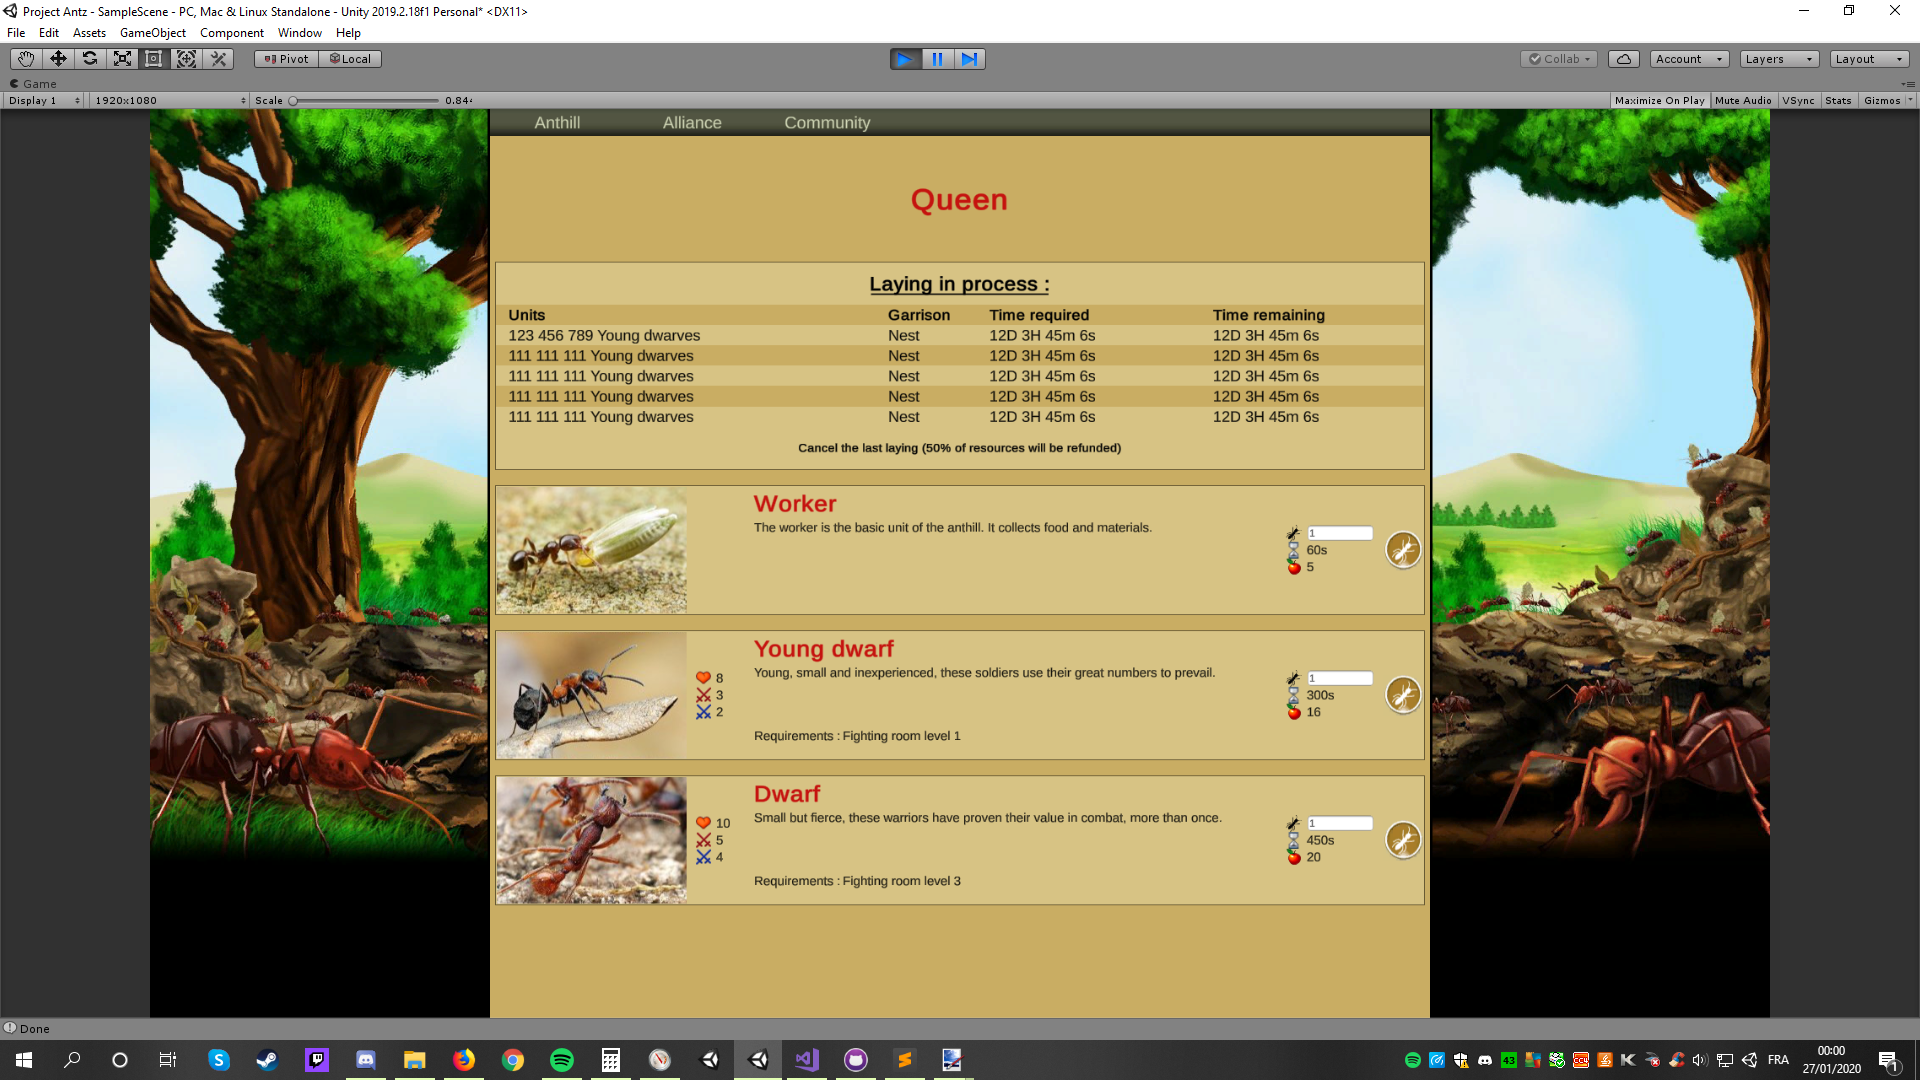 Project Antz - SampleScene - PC, Mac & Linux Standalone - Unity 2019.2.18f1 Personal* <DX11>
File Edit Assets GameObject Component Window Help
Pivot Local Collab Account Layers Layout
Game
Display 1 1920x1080 Scale 0.84 Maximize On Play Mute Audio VSync Stats Gizmos
Anthill Alliance Community
Queen
Laying in process :
Units Garrison Time required Time remaining
123 456 789 Young dwarves Nest 12D 3H 45m 6s 12D 3H 45m 6s
111 111 111 Young dwarves Nest 12D 3H 45m 6s 12D 3H 45m 6s
111 111 111 Young dwarves Nest 12D 3H 45m 6s 12D 3H 45m 6s
111 111 111 Young dwarves Nest 12D 3H 45m 6s 12D 3H 45m 6s
111 111 111 Young dwarves Nest 12D 3H 45m 6s 12D 3H 45m 6s
Cancel the last laying (50% of resources will be refunded)
Worker
The worker is the basic unit of the anthill. It collects food and materials.
1
60s
5
Young dwarf
Young, small and inexperienced, these soldiers use their great numbers to prevail.
8
3
2
1
300s
16
Requirements : Fighting room level 1
Dwarf
Small but fierce, these warriors have proven their value in combat, more than once.
10
5
4
1
450s
20
Requirements : Fighting room level 3
Done
43 FRA 00:00
27/01/2020 1